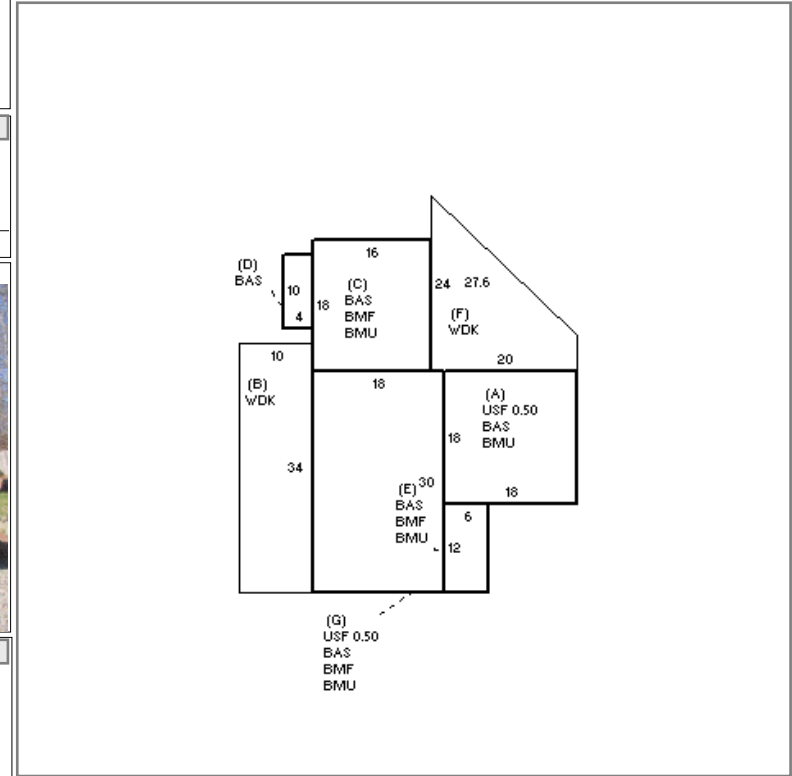 (D)
BAS
10
4
16
18
(C)
BAS
BMF
BMU
24 27.6
(F)
WDK
20
10
(B)
WDK
34
18
(A)
USF 0.50
BAS
BMU
18
18
30
(E)
BAS
BMF
BMU
6
12
(G)
USF 0.50
BAS
BMF
BMU